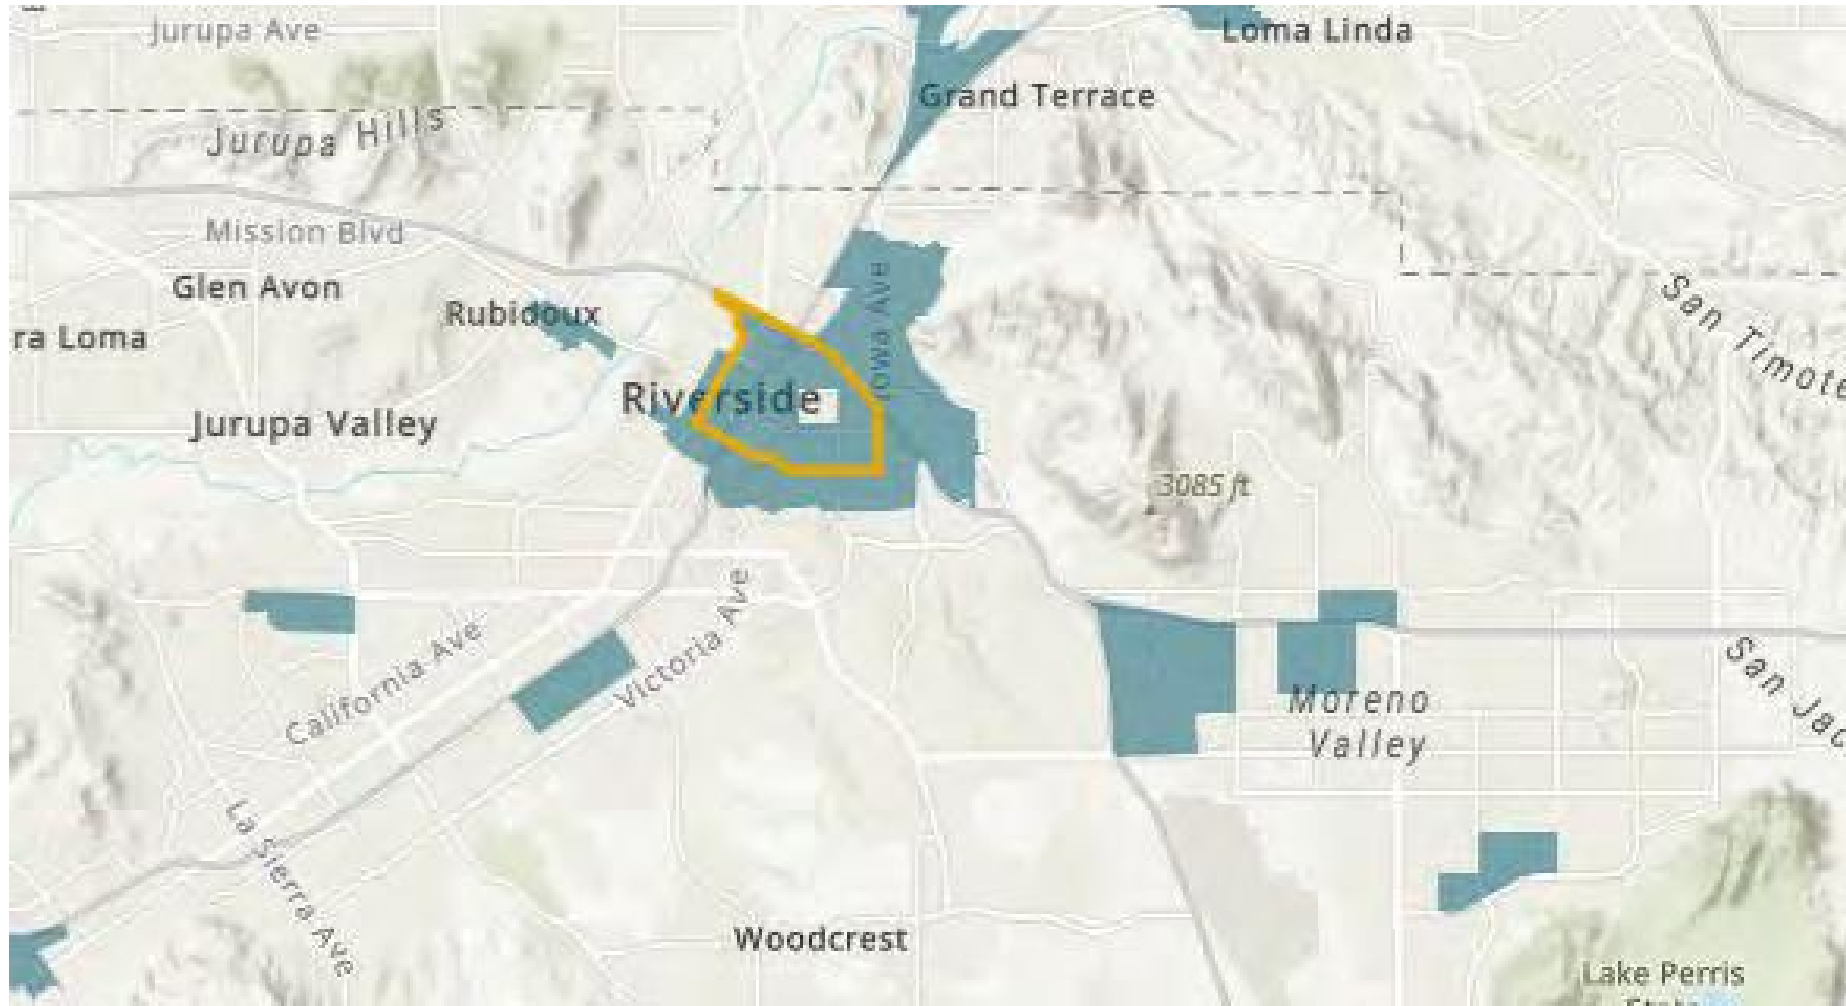 Jurupa Ave
Loma Linda
Grand Terrace
Jurupa Hills
Mission Blvd
Glen Avon
Rubidoux
Iowa Ave
San Timote
ra Loma
Riverside
Jurupa Valley
3085 ft
California Ave
Victoria Ave
San Jac
Moreno
Valley
La Sierra Ave
Woodcrest
Lake Perris